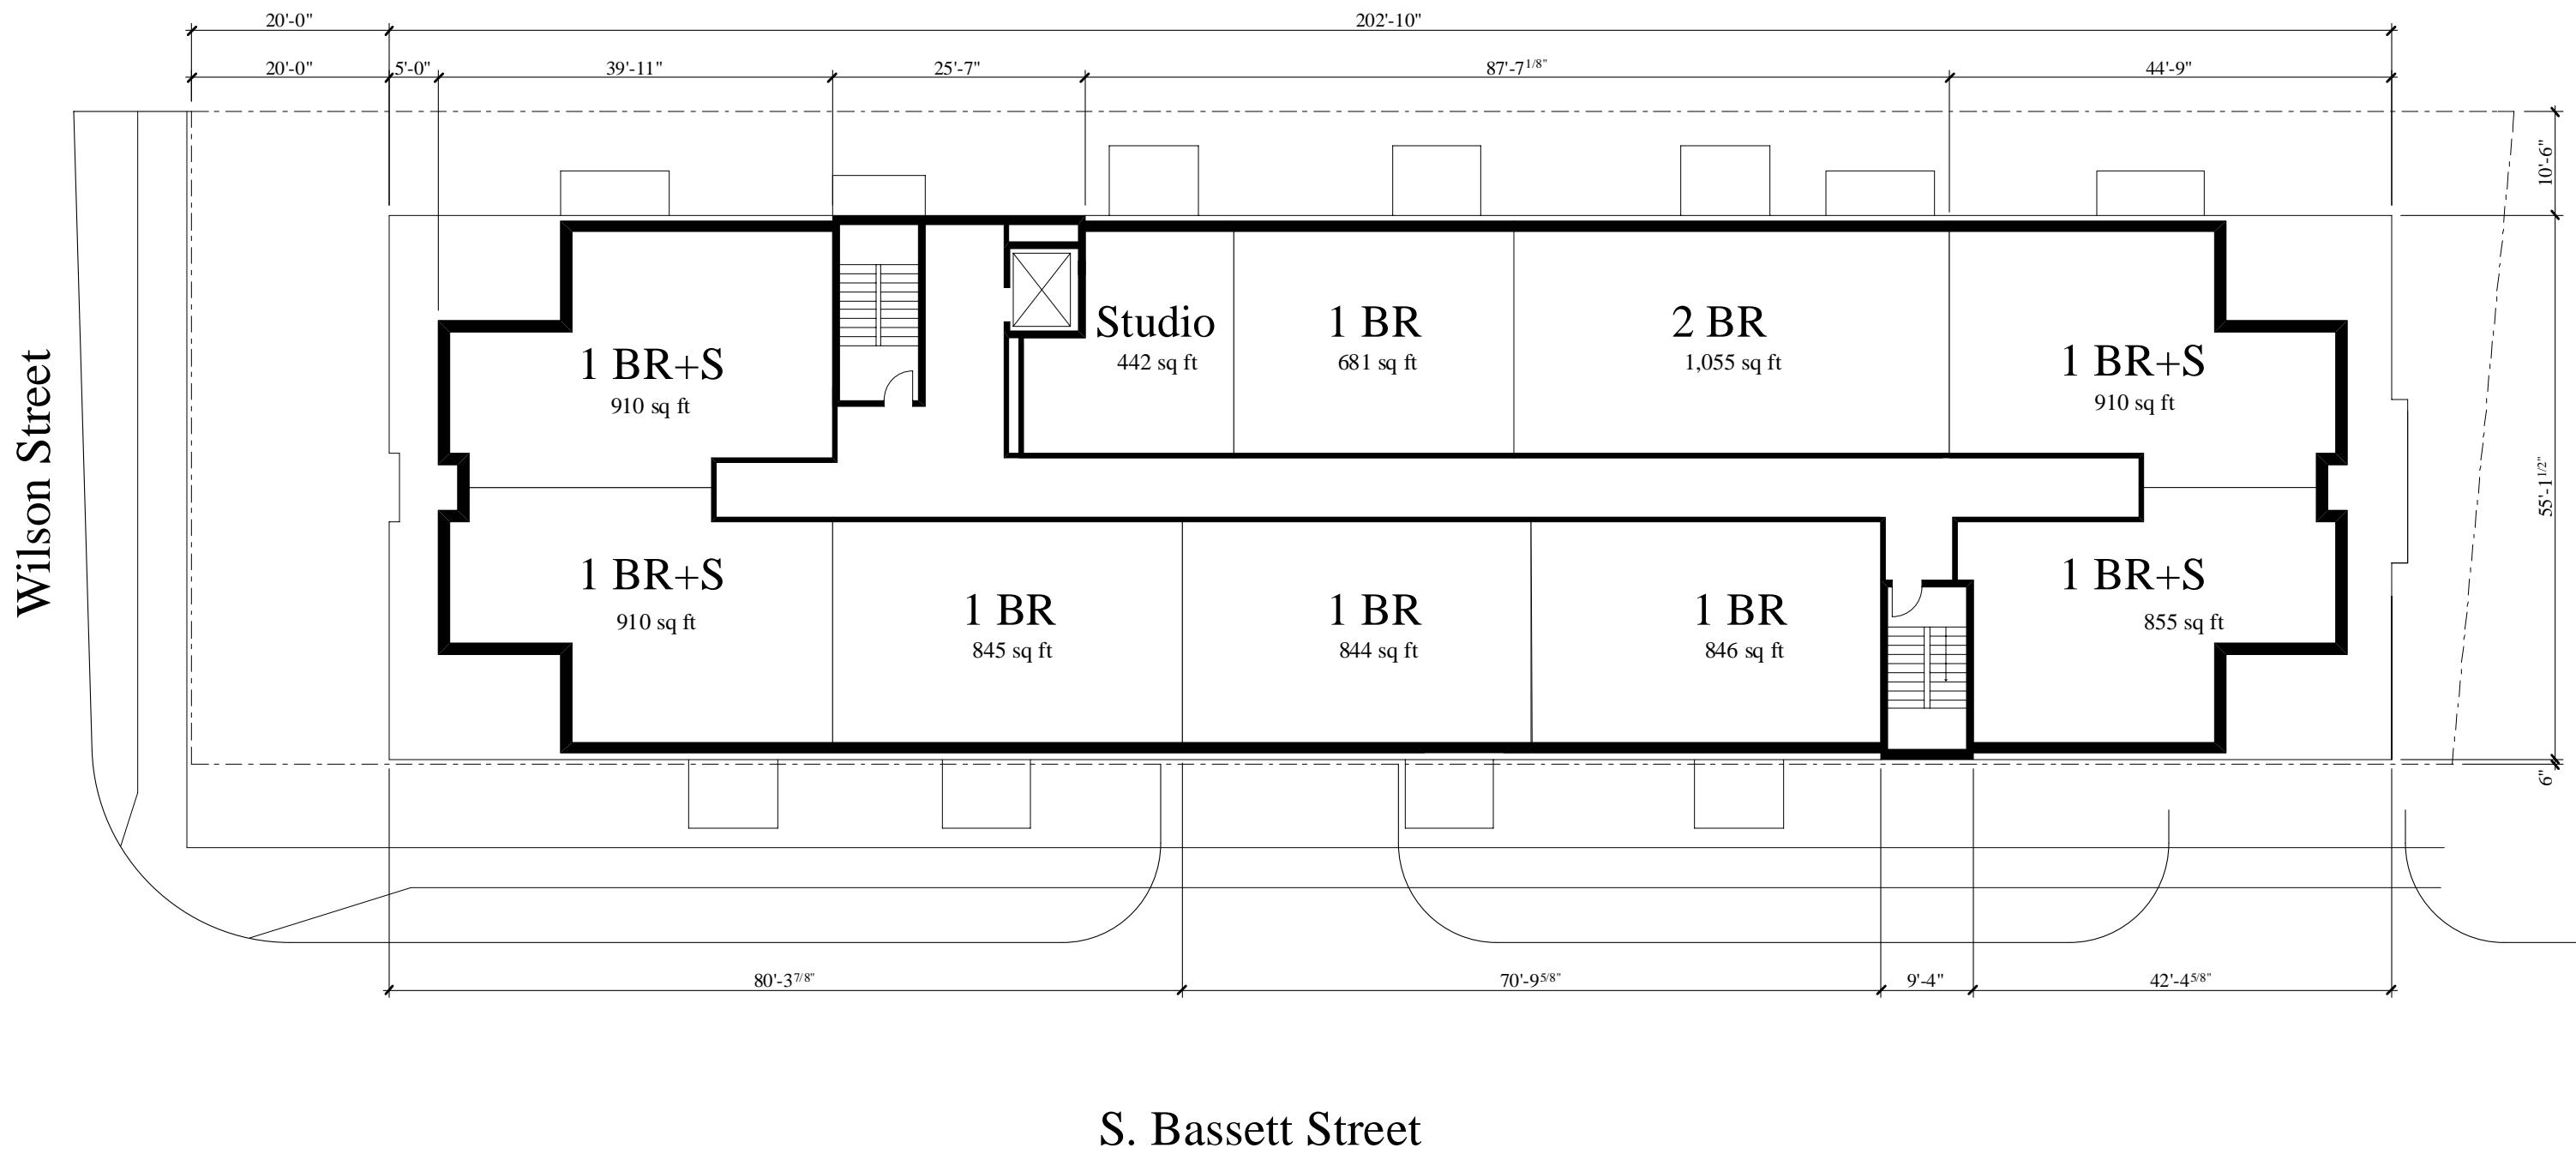 20'-0"
202'-10"
20'-0"
5'-0"
39'-11"
25'-7"
87'-7 1/8"
44'-9"
10'-6"
Wilson Street
1 BR+S
910 sq ft
Studio
442 sq ft
1 BR
681 sq ft
2 BR
1,055 sq ft
1 BR+S
910 sq ft
55'-1 1/2"
1 BR+S
910 sq ft
1 BR
845 sq ft
1 BR
844 sq ft
1 BR
846 sq ft
1 BR+S
855 sq ft
6"
80'-3 7/8"
70'-9 5/8"
9'-4"
42'-4 5/8"
S. Bassett Street